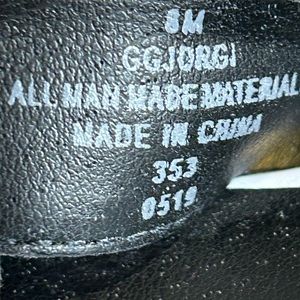 8M
GGJORGI
ALL MAN MADE MATERIAL
MADE IN CHINA
353
0519